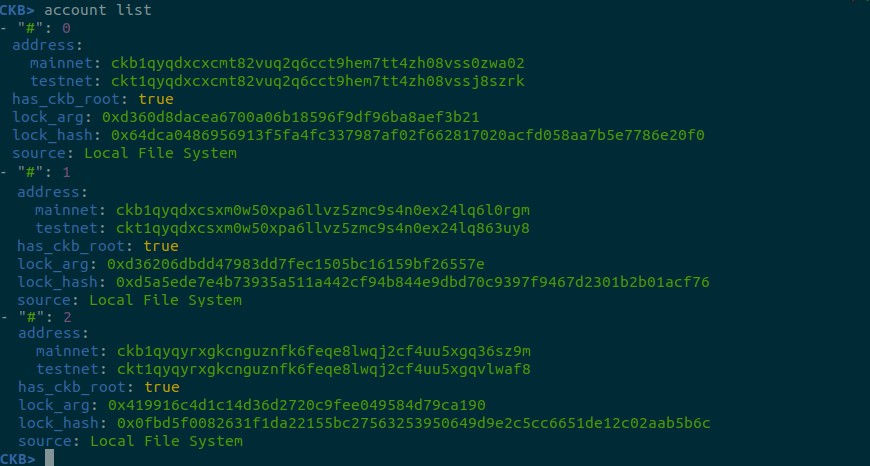 CKB> account list
- "#": 0
address:
mainnet: ckb1qyqdxcxcmt82vuq2q6cct9hem7tt4zh08vss0zwa02
testnet: ckt1qyqdxcxcmt82vuq2q6cct9hem7tt4zh08vssj8szrk
has_ckb_root: true
lock_arg: 0xd360d8dacea6700a06b18596f9df96ba8aef3b21
lock_hash: 0x64dca0486956913f5fa4fc337987af02f662817020acfd058aa7b5e7786e20f0
source: Local File System
- "#": 1
address:
mainnet: ckb1qyqdxcsxm0w50xpa6llvz5zmc9s4n0ex24lq6l0rgm
testnet: ckt1qyqdxcsxm0w50xpa6llvz5zmc9s4n0ex24lq863uy8
has_ckb_root: true
lock_arg: 0xd36206dbdd47983dd7fec1505bc16159bf26557e
lock_hash: 0xd5a5ede7e4b73935a511a442cf94b844e9dbd70c9397f9467d2301b2b01acf76
source: Local File System
- "#": 2
address:
mainnet: ckb1qyqyrxgkcnguznfk6feqe8lwqj2cf4uu5xgq36sz9m
testnet: ckt1qyqyrxgkcnguznfk6feqe8lwqj2cf4uu5xgqvlwaf8
has_ckb_root: true
lock_arg: 0x419916c4d1c14d36d2720c9fee049584d79ca190
lock_hash: 0x0fbd5f0082631f1da22155bc27563253950649d9e2c5cc6651de12c02aab5b6c
source: Local File System
CKB>